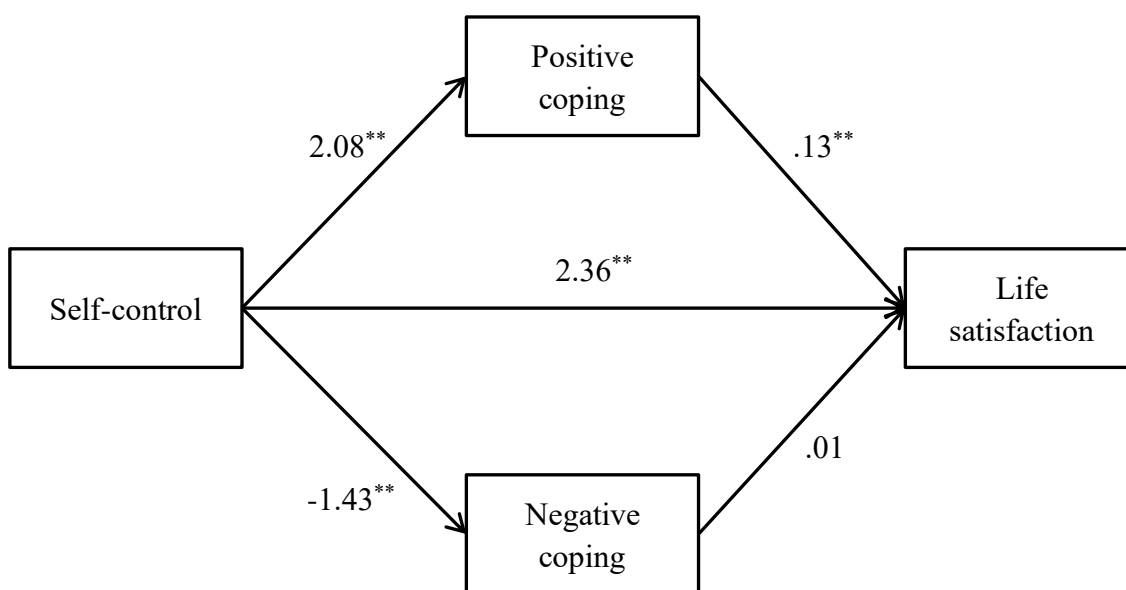 Positive
coping
2.08**
.13**
2.36**
Self-control
Life
satisfaction
-1.43**
.01
Negative
coping